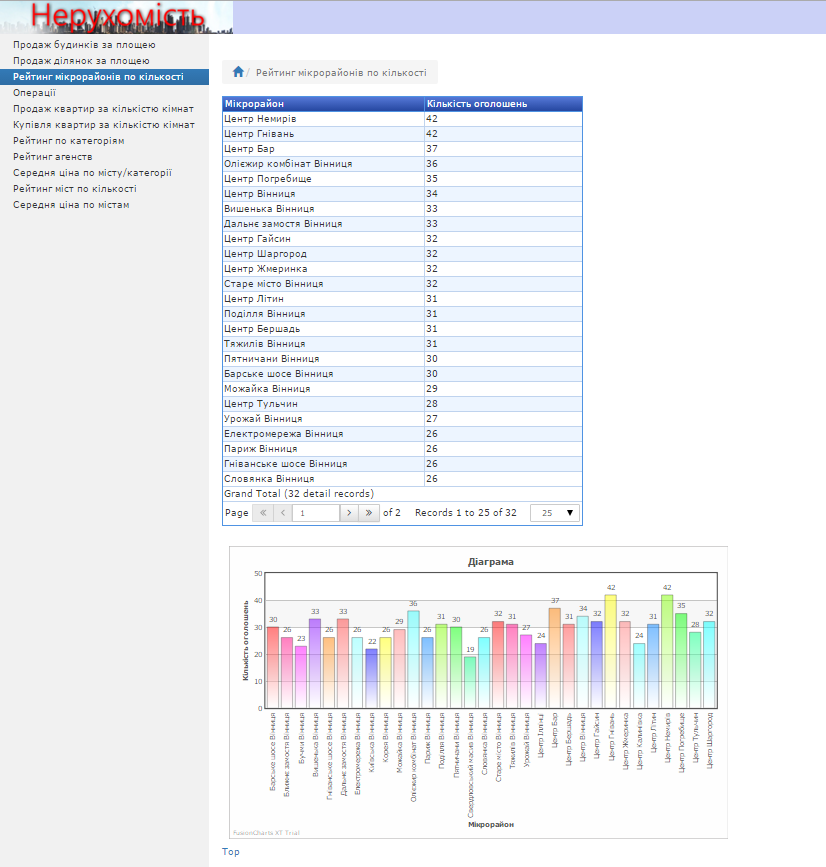 Нерухомість
Продаж будинків за площею
Продаж ділянок за площею
Рейтинг мікрорайонів по кількості
Операції
Продаж квартир за кількістю кімнат
Купівля квартир за кількістю кімнат
Рейтинг по категоріям
Рейтинг агенств
Середня ціна по місту/категорії
Рейтинг міст по кількості
Середня ціна по містам
/ Рейтинг мікрорайонів по кількості
Мікрорайон Кількість оголошень
Центр Немирів 42
Центр Гнівань 42
Центр Бар 37
Олієжир комбінат Вінниця 36
Центр Погребище 35
Центр Вінниця 34
Вишенька Вінниця 33
Дальнє замостя Вінниця 33
Центр Гайсин 32
Центр Шаргород 32
Центр Жмеринка 32
Старе місто Вінниця 32
Центр Літин 31
Поділля Вінниця 31
Центр Бершадь 31
Тяжилів Вінниця 31
Пятничани Вінниця 30
Барське шосе Вінниця 30
Можайка Вінниця 29
Центр Тульчин 28
Урожай Вінниця 27
Електромережа Вінниця 26
Париж Вінниця 26
Гніванське шосе Вінниця 26
Словянка Вінниця 26
Grand Total (32 detail records)
Page « ‹ 1 › » of 2 Records 1 to 25 of 32 25 ▼
Діаграма
Кількість оголошень
50
40
30
20
10
0
30 26 23 33 26 33 26 22 26 29 36 26 31 30 19 26 32 31 27 24 37 31 34 32 42 32 24 31 42 35 28 32
Барське шосе Вінниця
Ближнє замостя Вінниця
Бучми Вінниця
Вишенька Вінниця
Гніванське шосе Вінниця
Дальнє замостя Вінниця
Електромережа Вінниця
Київська Вінниця
Корея Вінниця
Можайка Вінниця
Олієжир комбінат Вінниця
Париж Вінниця
Поділля Вінниця
Пятничани Вінниця
Свердловський масив Вінниця
Словянка Вінниця
Старе місто Вінниця
Тяжилів Вінниця
Урожай Вінниця
Центр Іллінці
Центр Бар
Центр Бершадь
Центр Вінниця
Центр Гайсин
Центр Гнівань
Центр Жмеринка
Центр Калинівка
Центр Літин
Центр Немирів
Центр Погребище
Центр Тульчин
Центр Шаргород
Мікрорайон
FusionCharts XT Trial
Top